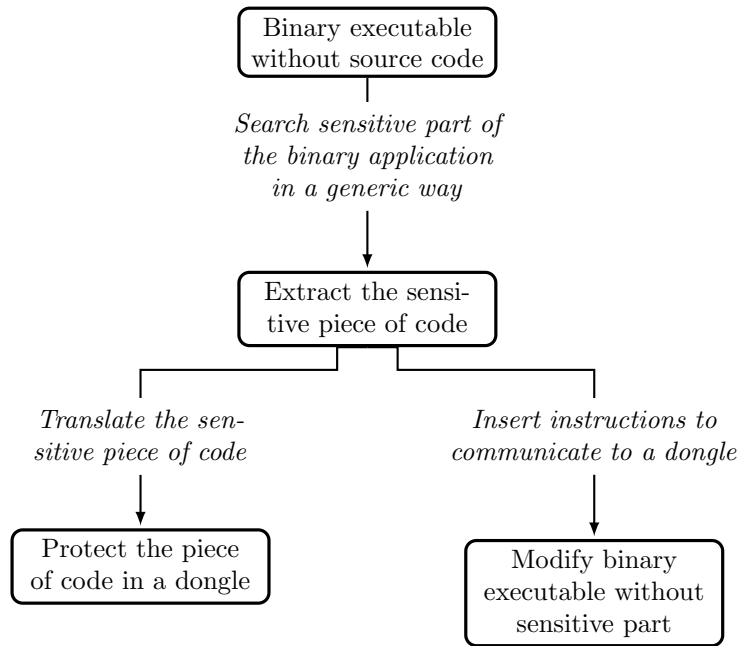 Binary executable
without source code
Search sensitive part of
the binary application
in a generic way
Extract the sensi-
tive piece of code
Translate the sen-
sitive piece of code
Insert instructions to
communicate to a dongle
Protect the piece
of code in a dongle
Modify binary
executable without
sensitive part